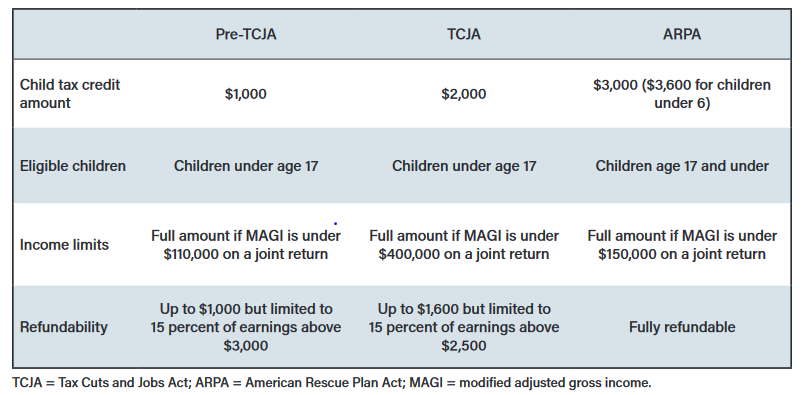 Pre-TCJA TCJA ARPA
Child tax credit
amount
$1,000
$2,000
$3,000 ($3,600 for children
under 6)
Eligible children
Children under age 17
Children under age 17
Children age 17 and under
Income limits
Full amount if MAGI is under
$110,000 on a joint return
Full amount if MAGI is under
$400,000 on a joint return
Full amount if MAGI is under
$150,000 on a joint return
Refundability
Up to $1,000 but limited to
15 percent of earnings above
$3,000
Up to $1,600 but limited to
15 percent of earnings above
$2,500
Fully refundable
TCJA = Tax Cuts and Jobs Act; ARPA = American Rescue Plan Act; MAGI = modified adjusted gross income.